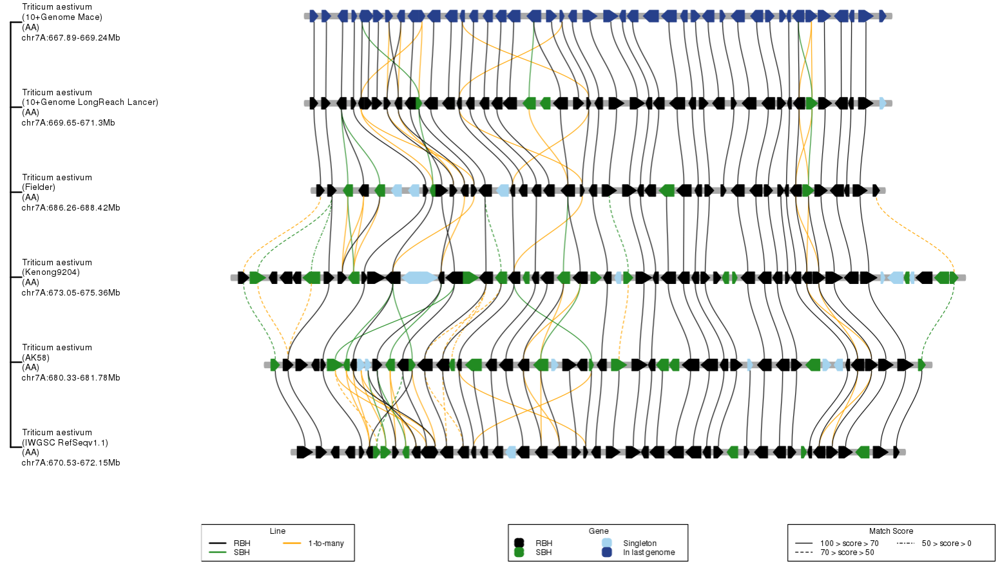 Triticum aestivum
(10+Genome Mace)
(AA)
chr7A:667.89-669.24Mb
Triticum aestivum
(10+Genome LongReach Lancer)
(AA)
chr7A:669.65-671.3Mb
Triticum aestivum
(Fielder)
(AA)
chr7A:686.26-688.42Mb
Triticum aestivum
(Kenong9204)
(AA)
chr7A:673.05-675.36Mb
Triticum aestivum
(AK58)
(AA)
chr7A:680.33-681.78Mb
Triticum aestivum
(IWGSC RefSeqv1.1)
(AA)
chr7A:670.53-672.15Mb
Line
RBH
1-to-many
SBH
Gene
RBH
Singleton
SBH
In last genome
Match Score
100 > score > 70
50 > score > 0
70 > score > 50